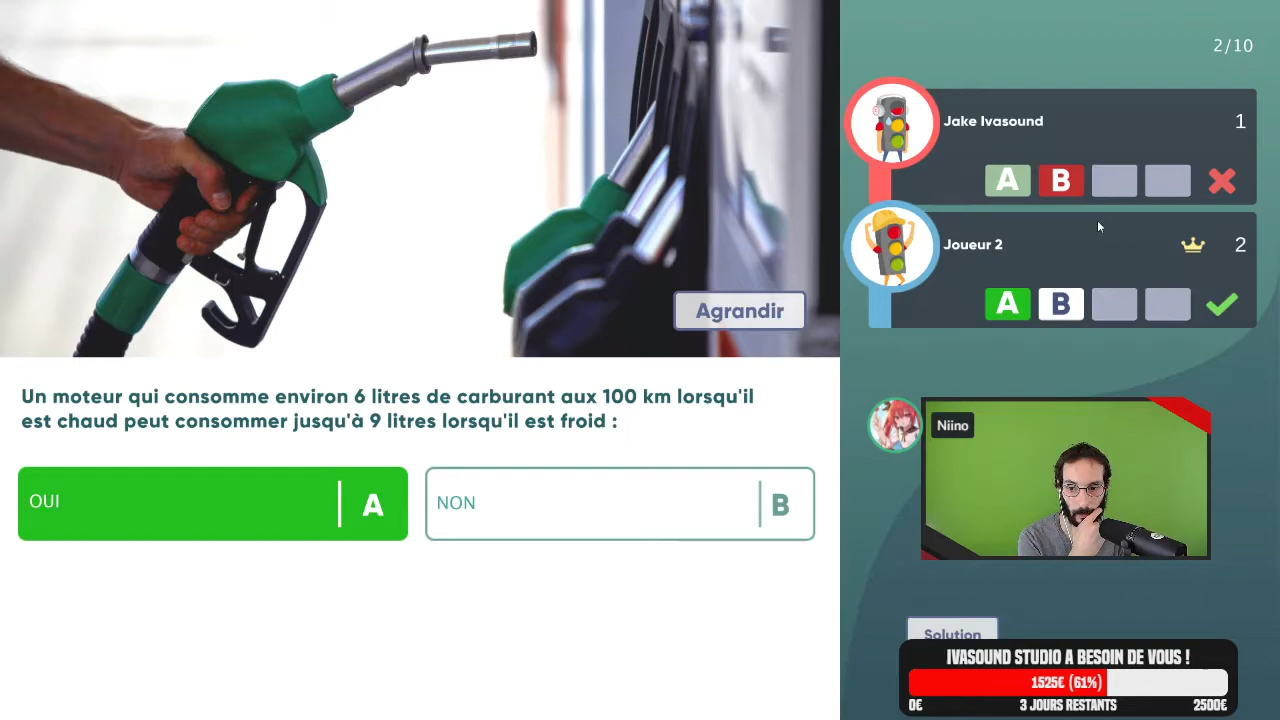 2/10
Jake Ivasound
1
A
B
Joueur 2
2
A
B
Agrandir
Un moteur qui consomme environ 6 litres de carburant aux 100 km lorsqu'il
est chaud peut consommer jusqu'à 9 litres lorsqu'il est froid :
OUI
A
NON
B
Niino
Solution
IVASOUND STUDIO A BESOIN DE VOUS !
1525€ (61%)
0€
3 JOURS RESTANTS
2500€